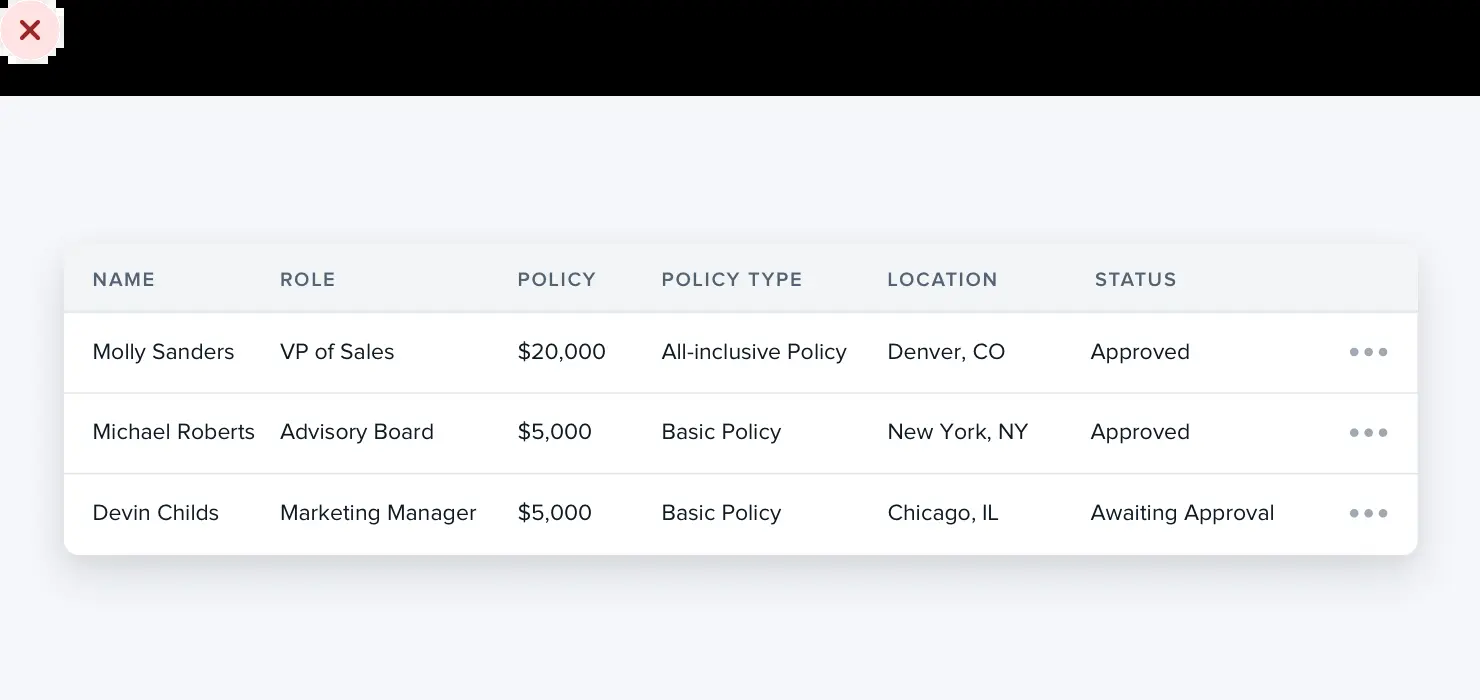 NAME ROLE POLICY POLICY TYPE LOCATION STATUS
Molly Sanders VP of Sales $20,000 All-inclusive Policy Denver, CO Approved
Michael Roberts Advisory Board $5,000 Basic Policy New York, NY Approved
Devin Childs Marketing Manager $5,000 Basic Policy Chicago, IL Awaiting Approval